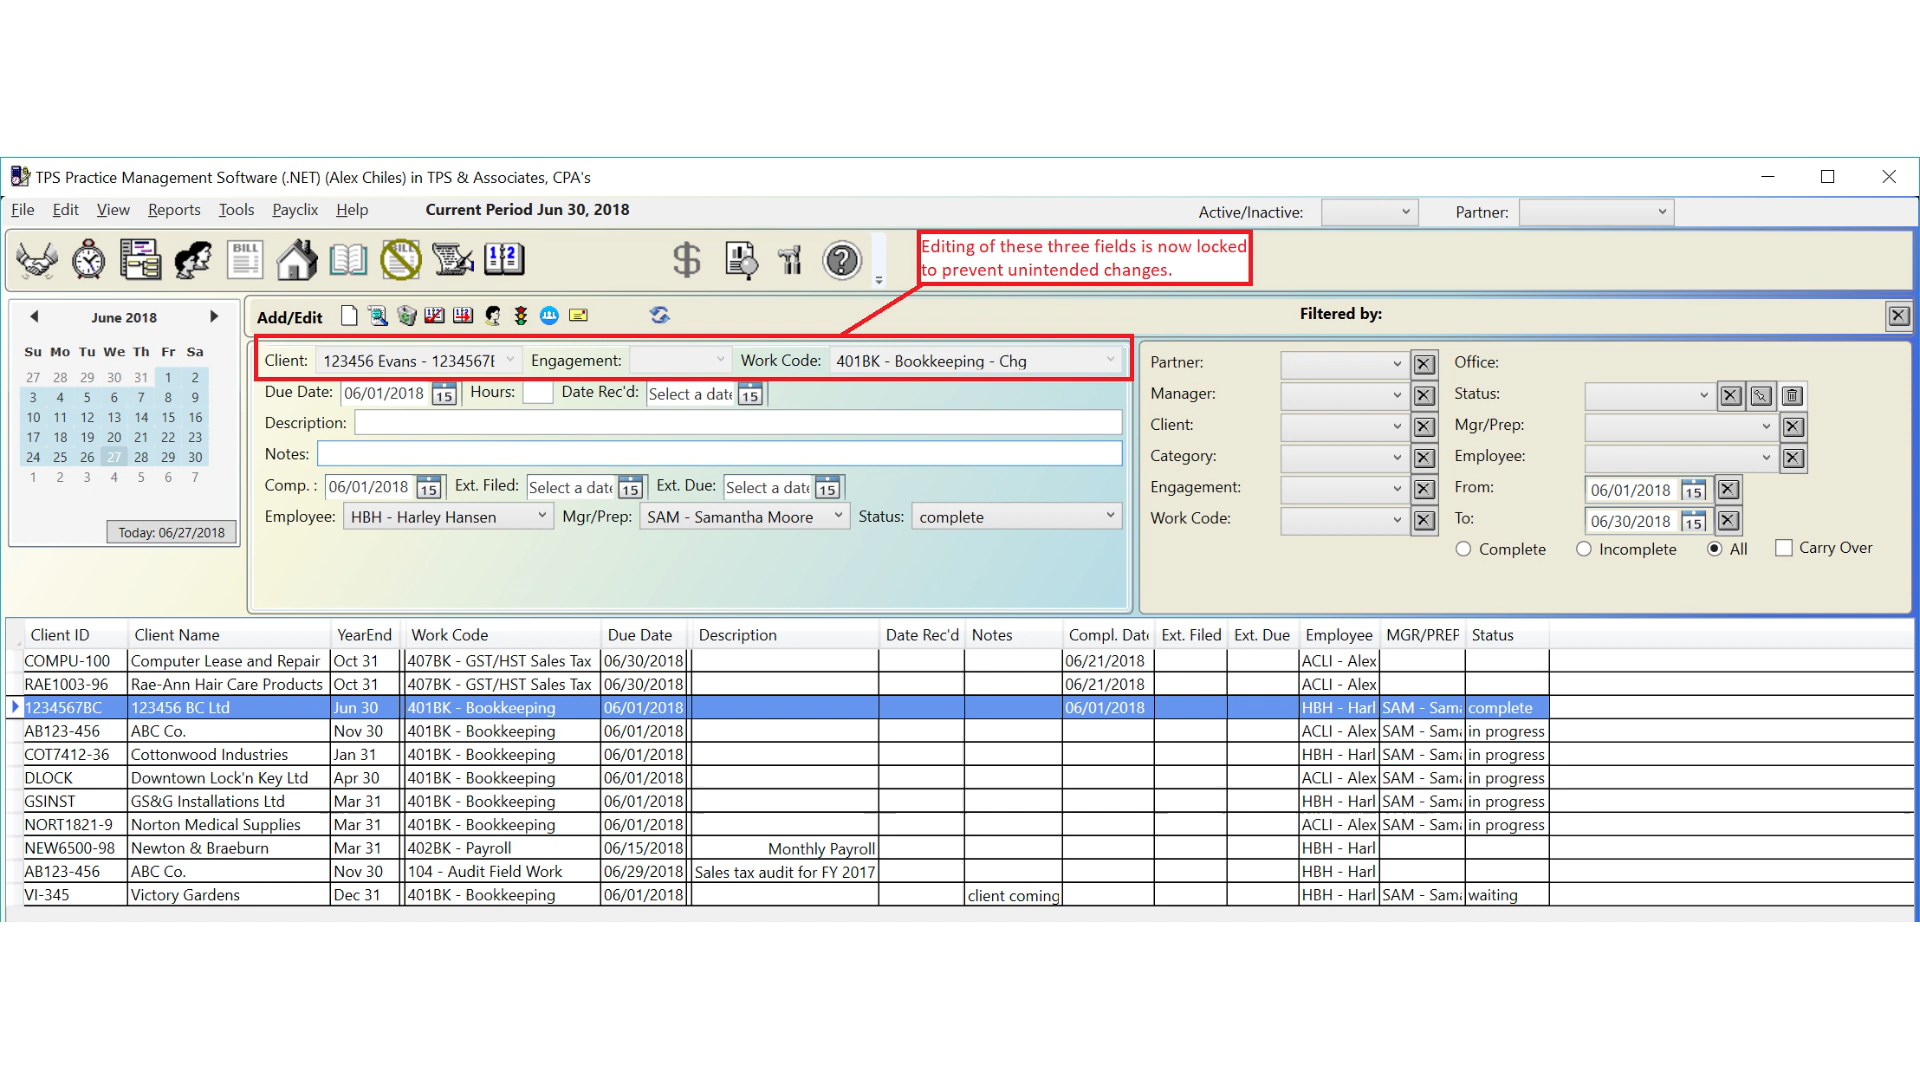 TPS Practice Management Software (.NET) (Alex Chiles) in TPS & Associates, CPA's
File Edit View Reports Tools Payclix Help Current Period Jun 30, 2018 Active/Inactive: Partner:
BILL BILL 1 2
Editing of these three fields is now locked
to prevent unintended changes.
June 2018
Su Mo Tu We Th Fr Sa
27 28 29 30 31 1 2
3 4 5 6 7 8 9
10 11 12 13 14 15 16
17 18 19 20 21 22 23
24 25 26 27 28 29 30
1 2 3 4 5 6 7
Today: 06/27/2018
Add/Edit
Client: 123456 Evans - 1234567E Engagement: Work Code: 401BK - Bookkeeping - Chg
Due Date: 06/01/2018 15 Hours: Date Rec'd: Select a date 15
Description:
Notes:
Comp. : 06/01/2018 15 Ext. Filed: Select a date 15 Ext. Due: Select a date 15
Employee: HBH - Harley Hansen Mgr/Prep: SAM - Samantha Moore Status: complete
Filtered by:
Partner: Office:
Manager: Status:
Client: Mgr/Prep:
Category: Employee:
Engagement: From: 06/01/2018 15
Work Code: To: 06/30/2018 15
Complete Incomplete All Carry Over
Client ID Client Name YearEnd Work Code Due Date Description Date Rec'd Notes Compl. Date Ext. Filed Ext. Due Employee MGR/PREP Status
COMPU-100 Computer Lease and Repair Oct 31 407BK - GST/HST Sales Tax 06/30/2018 06/21/2018 ACLI - Alex
RAE1003-96 Rae-Ann Hair Care Products Oct 31 407BK - GST/HST Sales Tax 06/30/2018 06/21/2018 ACLI - Alex
1234567BC 123456 BC Ltd Jun 30 401BK - Bookkeeping 06/01/2018 06/01/2018 HBH - Harl SAM - Sama complete
AB123-456 ABC Co. Nov 30 401BK - Bookkeeping 06/01/2018 ACLI - Alex SAM - Sama in progress
COT7412-36 Cottonwood Industries Jan 31 401BK - Bookkeeping 06/01/2018 HBH - Harl SAM - Sama in progress
DLOCK Downtown Lock'n Key Ltd Apr 30 401BK - Bookkeeping 06/01/2018 ACLI - Alex SAM - Sama in progress
GSINST GS&G Installations Ltd Mar 31 401BK - Bookkeeping 06/01/2018 HBH - Harl SAM - Sama in progress
NORT1821-9 Norton Medical Supplies Mar 31 401BK - Bookkeeping 06/01/2018 ACLI - Alex SAM - Sama in progress
NEW6500-98 Newton & Braeburn Mar 31 402BK - Payroll 06/15/2018 Monthly Payroll HBH - Harl
AB123-456 ABC Co. Nov 30 104 - Audit Field Work 06/29/2018 Sales tax audit for FY 2017 HBH - Harl
VI-345 Victory Gardens Dec 31 401BK - Bookkeeping 06/01/2018 client coming HBH - Harl SAM - Sama waiting